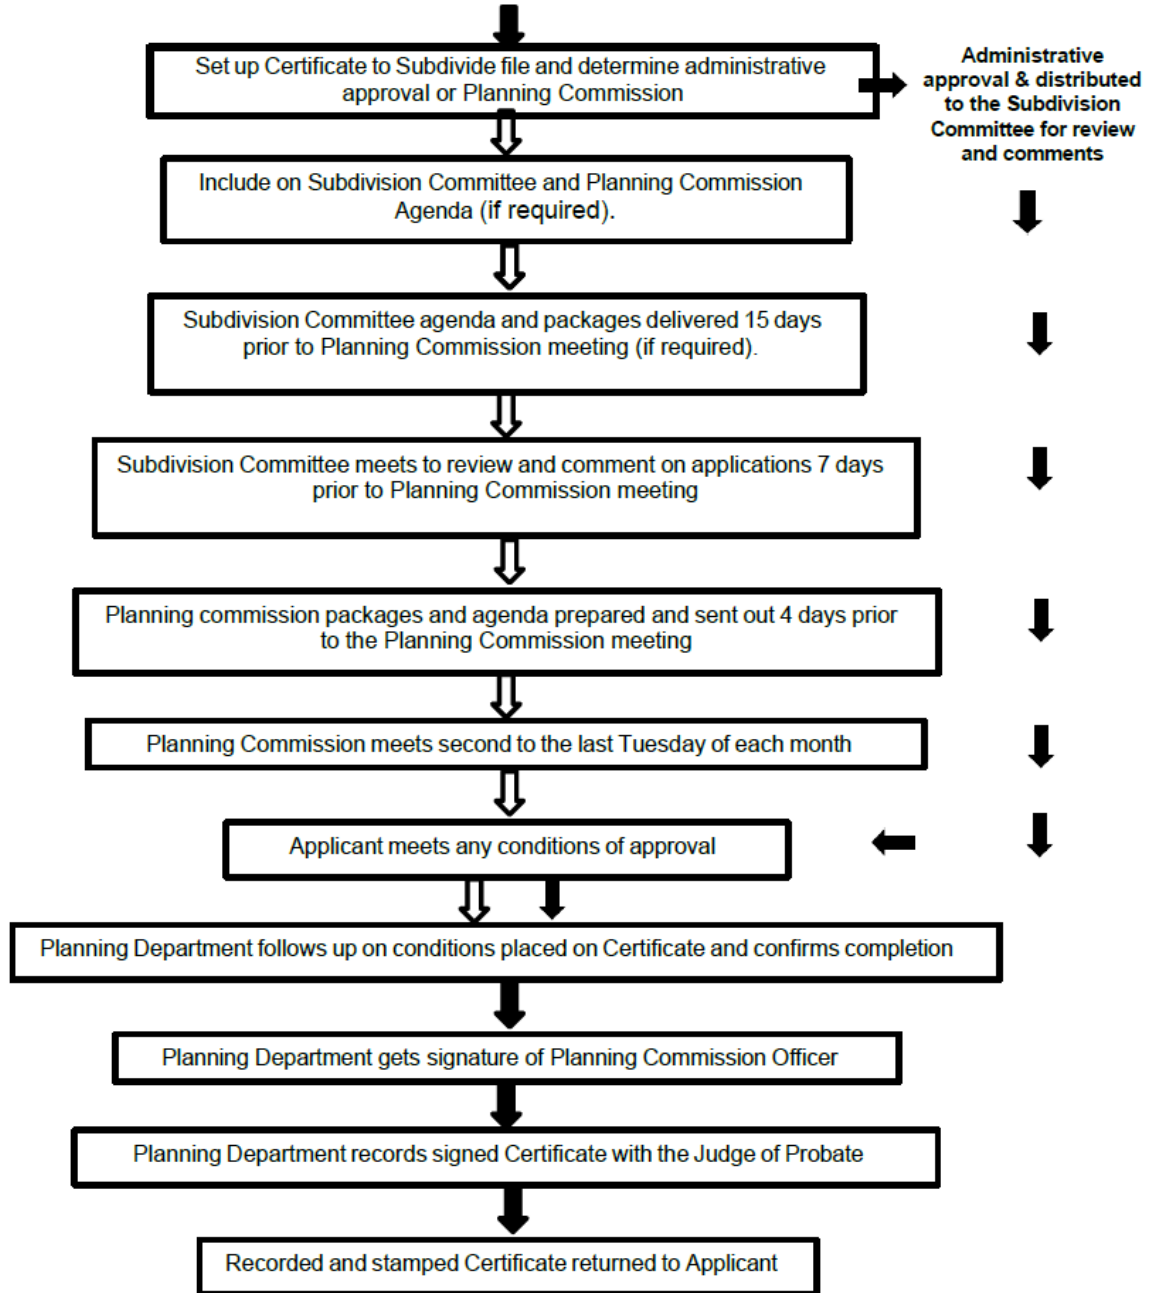 Set up Certificate to Subdivide file and determine administrative
approval or Planning Commission
Administrative
approval & distributed
to the Subdivision
Committee for review
and comments
Include on Subdivision Committee and Planning Commission
Agenda (if required).
Subdivision Committee agenda and packages delivered 15 days
prior to Planning Commission meeting (if required).
Subdivision Committee meets to review and comment on applications 7 days
prior to Planning Commission meeting
Planning commission packages and agenda prepared and sent out 4 days prior
to the Planning Commission meeting
Planning Commission meets second to the last Tuesday of each month
Applicant meets any conditions of approval
Planning Department follows up on conditions placed on Certificate and confirms completion
Planning Department gets signature of Planning Commission Officer
Planning Department records signed Certificate with the Judge of Probate
Recorded and stamped Certificate returned to Applicant